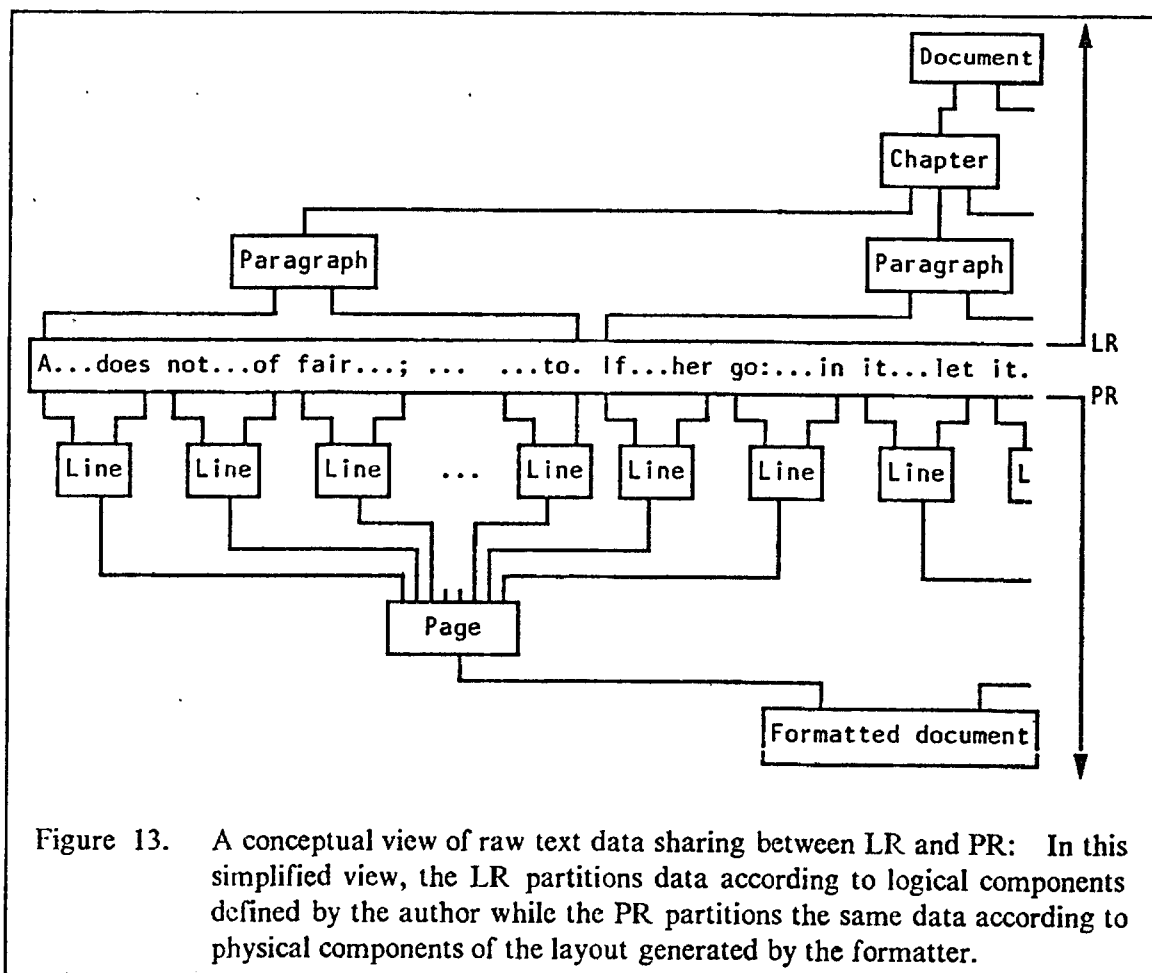 Document
Chapter
Paragraph Paragraph
LR
A...does not...of fair...; ... ...to. If...her go:...in it...let it.
PR
Line Line Line ... Line Line Line Line L
Page
Formatted document
Figure 13. A conceptual view of raw text data sharing between LR and PR: In this
simplified view, the LR partitions data according to logical components
defined by the author while the PR partitions the same data according to
physical components of the layout generated by the formatter.